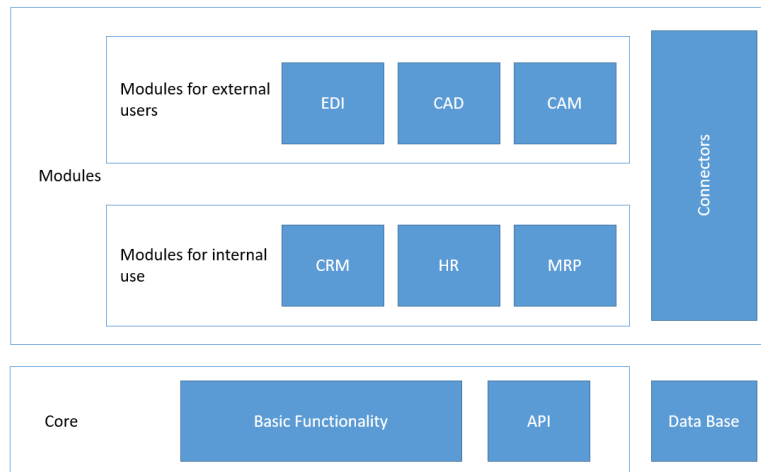 Modules for external
users
EDI
CAD
CAM
Modules
Connectors
Modules for internal
use
CRM
HR
MRP
Core
Basic Functionality
API
Data Base